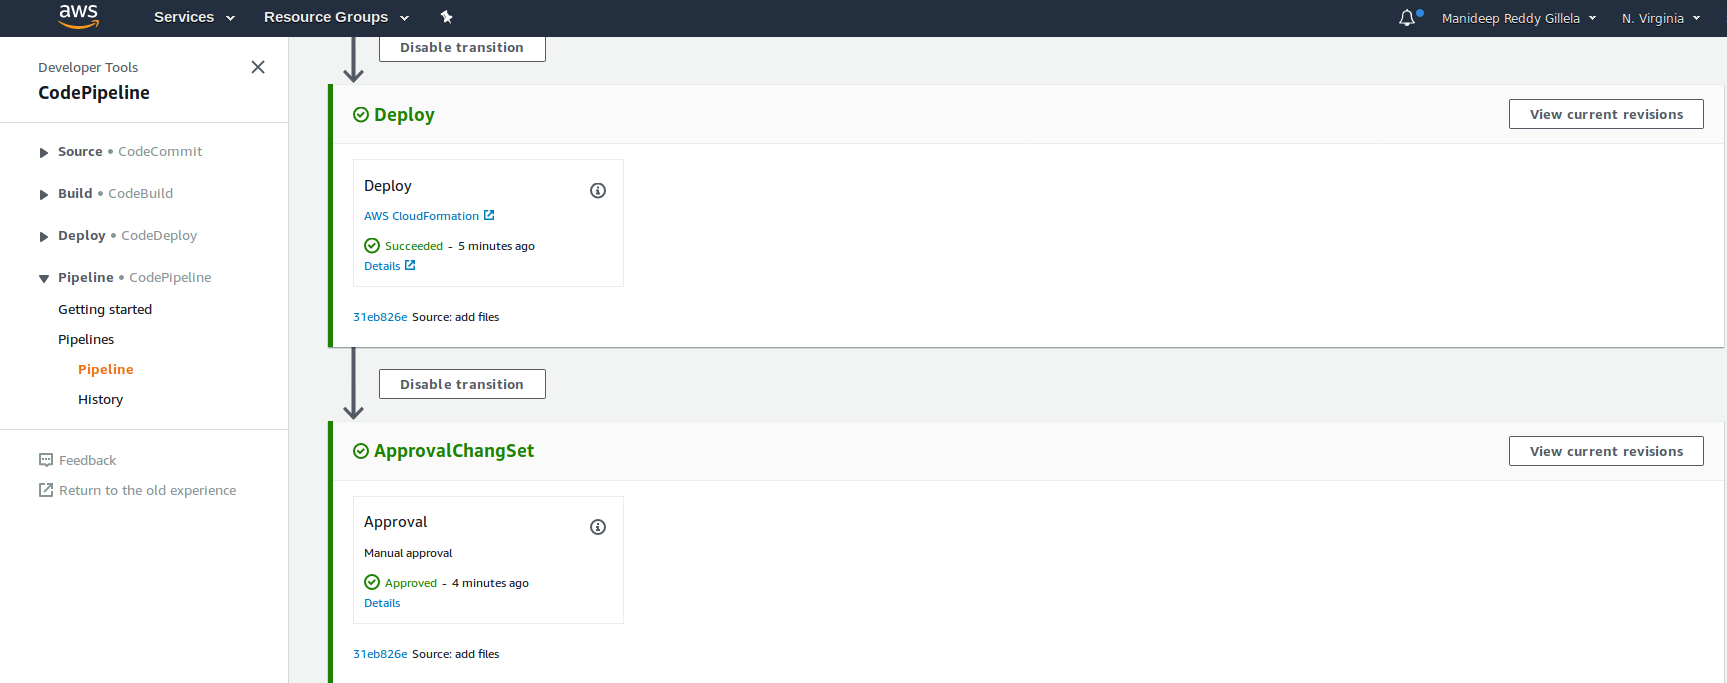 aws
Services
Resource Groups
Manideep Reddy Gillela
N. Virginia
Developer Tools
CodePipeline
Source • CodeCommit
Build • CodeBuild
Deploy • CodeDeploy
Pipeline • CodePipeline
Getting started
Pipelines
Pipeline
History
Feedback
Return to the old experience
Disable transition
Deploy
View current revisions
Deploy
AWS CloudFormation
Succeeded - 5 minutes ago
Details
31eb826e Source: add files
Disable transition
ApprovalChangSet
View current revisions
Approval
Manual approval
Approved - 4 minutes ago
Details
31eb826e Source: add files